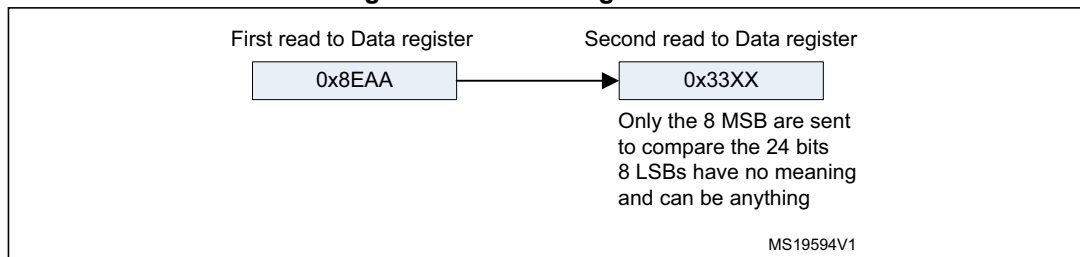 First read to Data register
Second read to Data register
0x8EAA
0x33XX
Only the 8 MSB are sent
to compare the 24 bits
8 LSBs have no meaning
and can be anything
MS19594V1